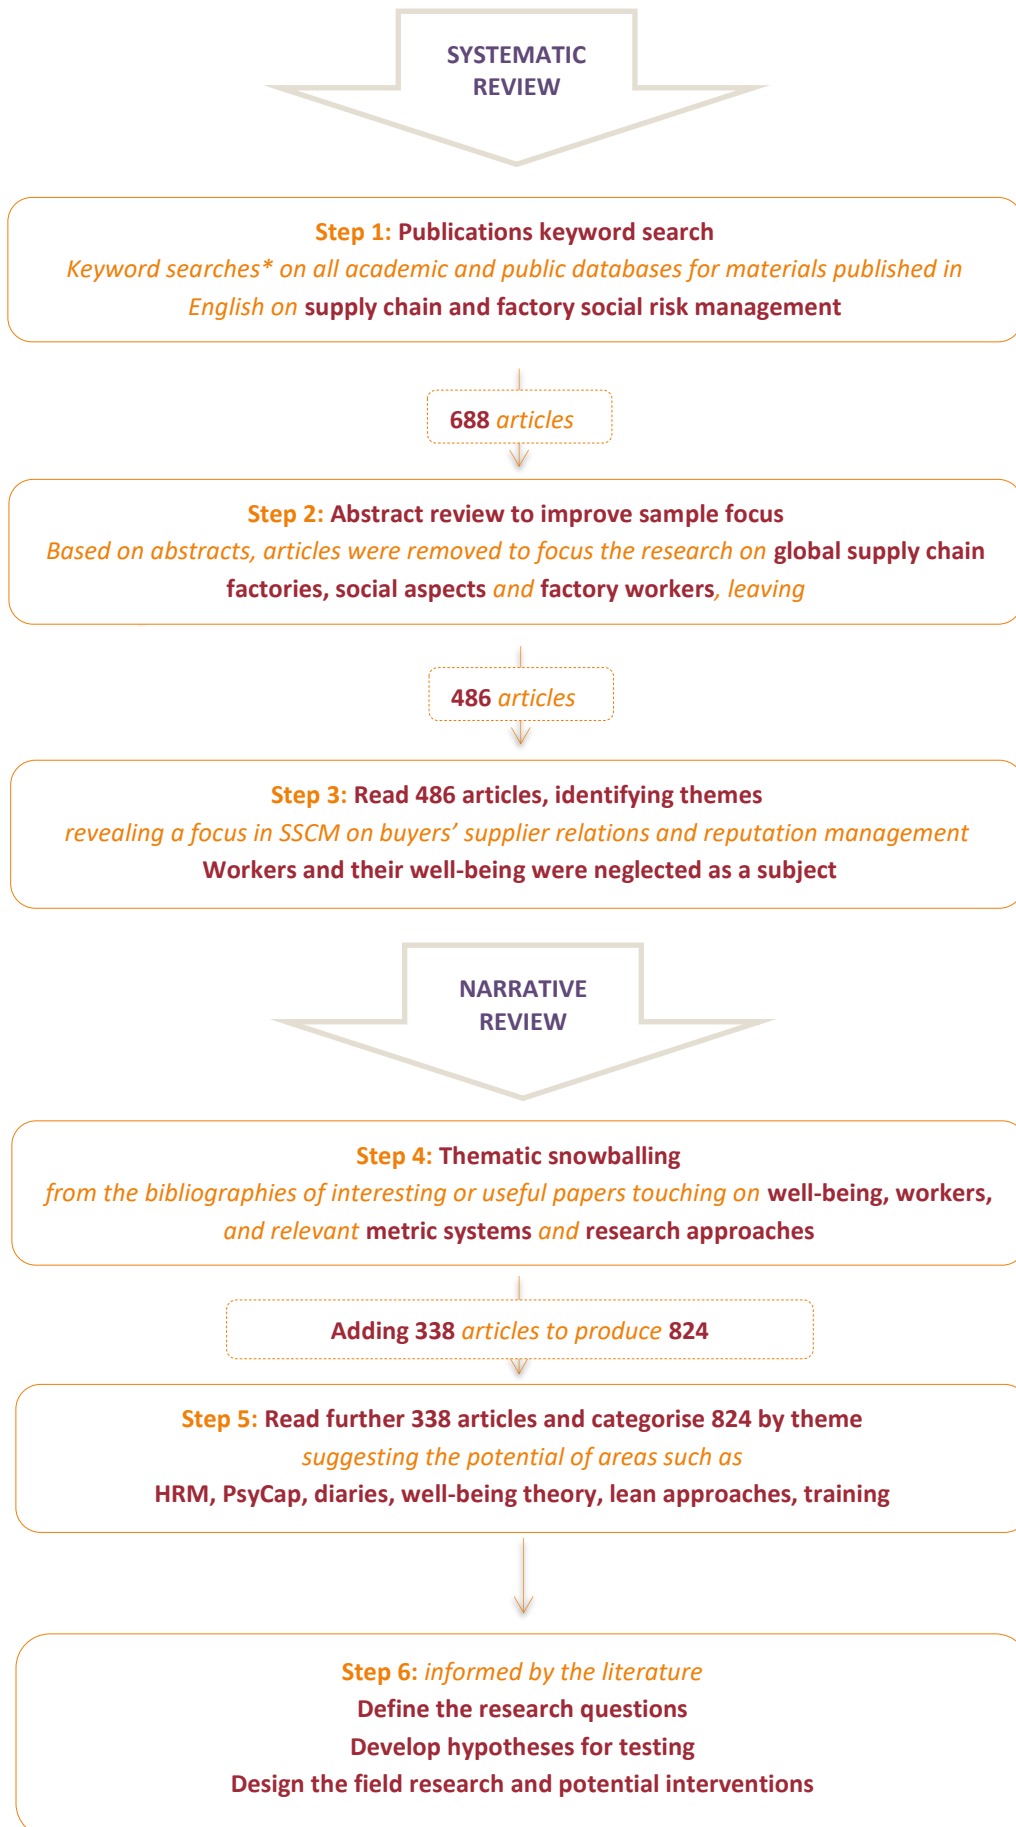 SYSTEMATIC
REVIEW
Step 1: Publications keyword search
Keyword searches* on all academic and public databases for materials published in
English on supply chain and factory social risk management
688 articles
Step 2: Abstract review to improve sample focus
Based on abstracts, articles were removed to focus the research on global supply chain
factories, social aspects and factory workers, leaving
486 articles
Step 3: Read 486 articles, identifying themes
revealing a focus in SSCM on buyers’ supplier relations and reputation management
Workers and their well-being were neglected as a subject
NARRATIVE
REVIEW
Step 4: Thematic snowballing
from the bibliographies of interesting or useful papers touching on well-being, workers,
and relevant metric systems and research approaches
Adding 338 articles to produce 824
Step 5: Read further 338 articles and categorise 824 by theme
suggesting the potential of areas such as
HRM, PsyCap, diaries, well-being theory, lean approaches, training
Step 6: informed by the literature
Define the research questions
Develop hypotheses for testing
Design the field research and potential interventions